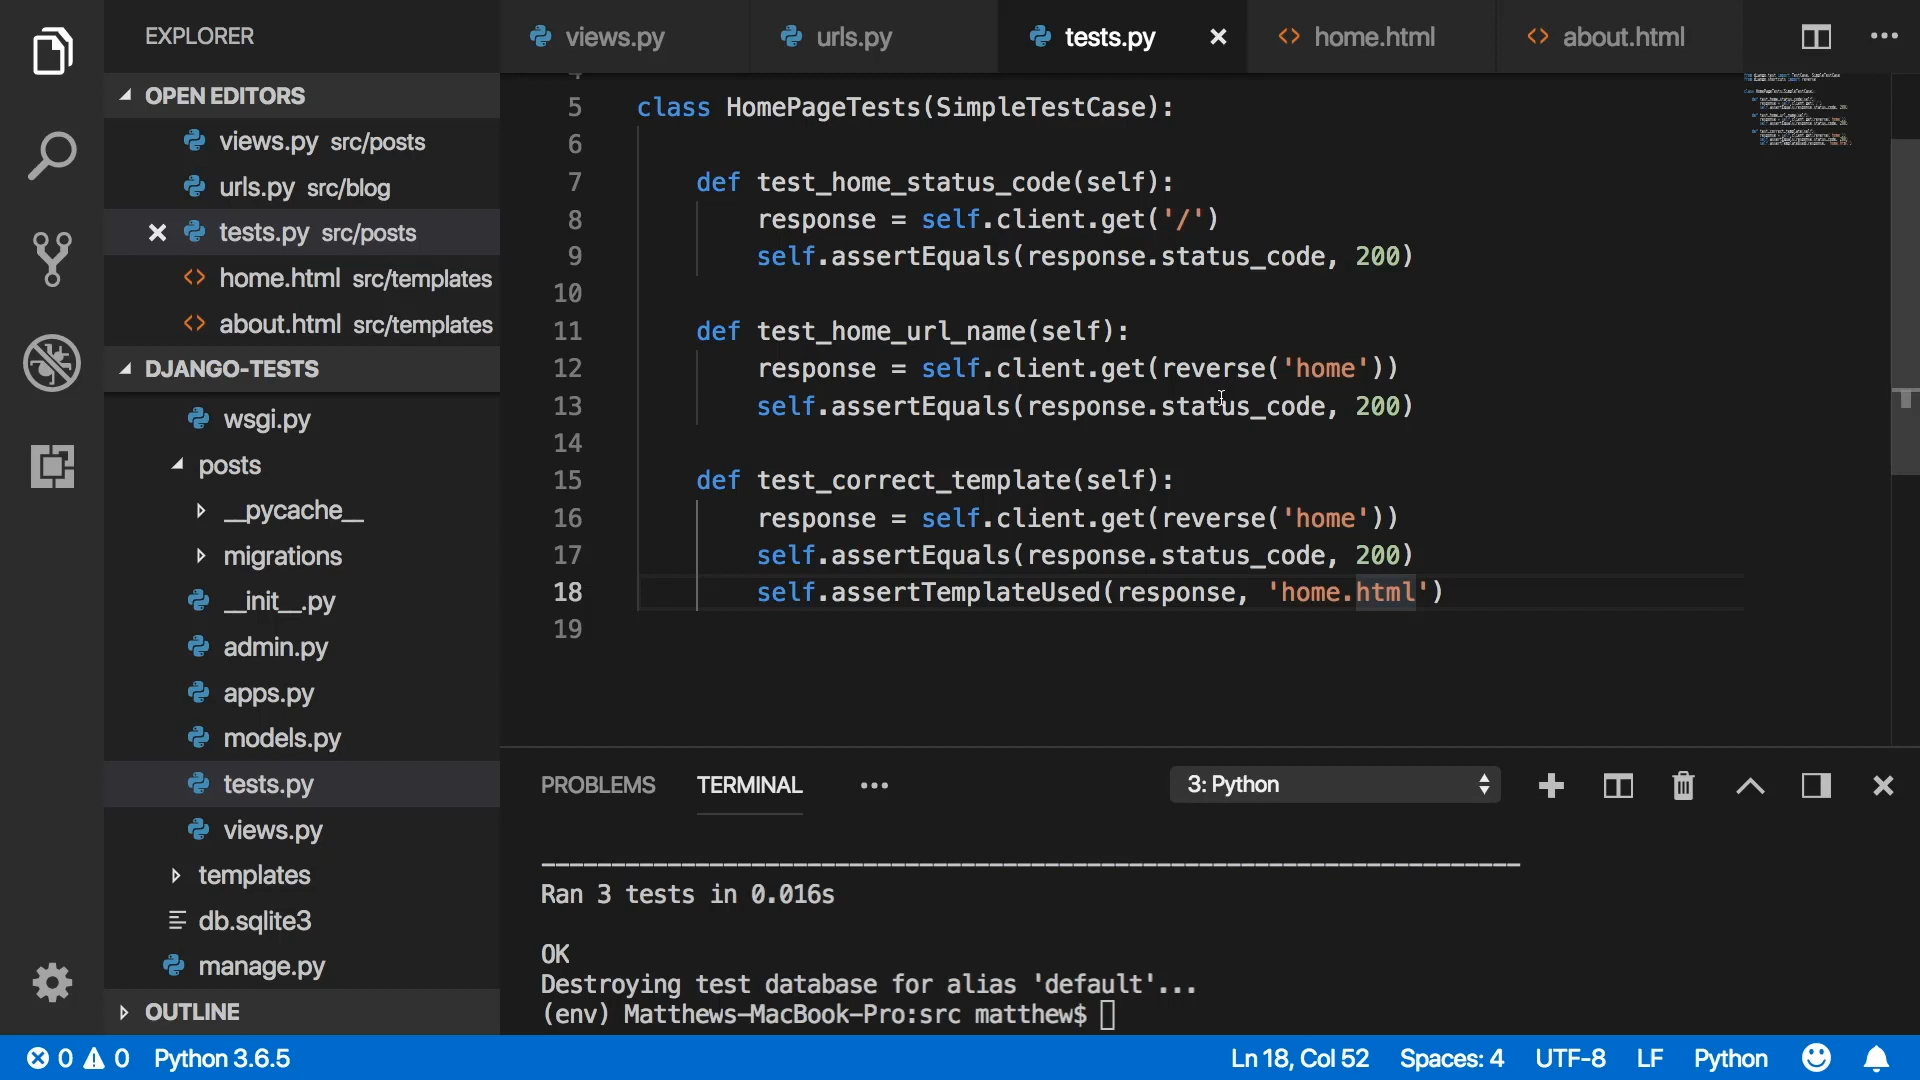 EXPLORER
OPEN EDITORS
views.py src/posts
urls.py src/blog
tests.py src/posts
home.html src/templates
about.html src/templates
DJANGO-TESTS
wsgi.py
posts
__pycache__
migrations
__init__.py
admin.py
apps.py
models.py
tests.py
views.py
templates
db.sqlite3
manage.py
OUTLINE
views.py urls.py tests.py home.html about.html
5 class HomePageTests(SimpleTestCase):
6
7 def test_home_status_code(self):
8 response = self.client.get('/')
9 self.assertEquals(response.status_code, 200)
10
11 def test_home_url_name(self):
12 response = self.client.get(reverse('home'))
13 self.assertEquals(response.status_code, 200)
14
15 def test_correct_template(self):
16 response = self.client.get(reverse('home'))
17 self.assertEquals(response.status_code, 200)
18 self.assertTemplateUsed(response, 'home.html')
19
PROBLEMS TERMINAL ••• 3: Python
----------------------------------------------------------------------
Ran 3 tests in 0.016s
OK
Destroying test database for alias 'default'...
(env) Matthews-MacBook-Pro:src matthew$
0 0 Python 3.6.5 Ln 18, Col 52 Spaces: 4 UTF-8 LF Python